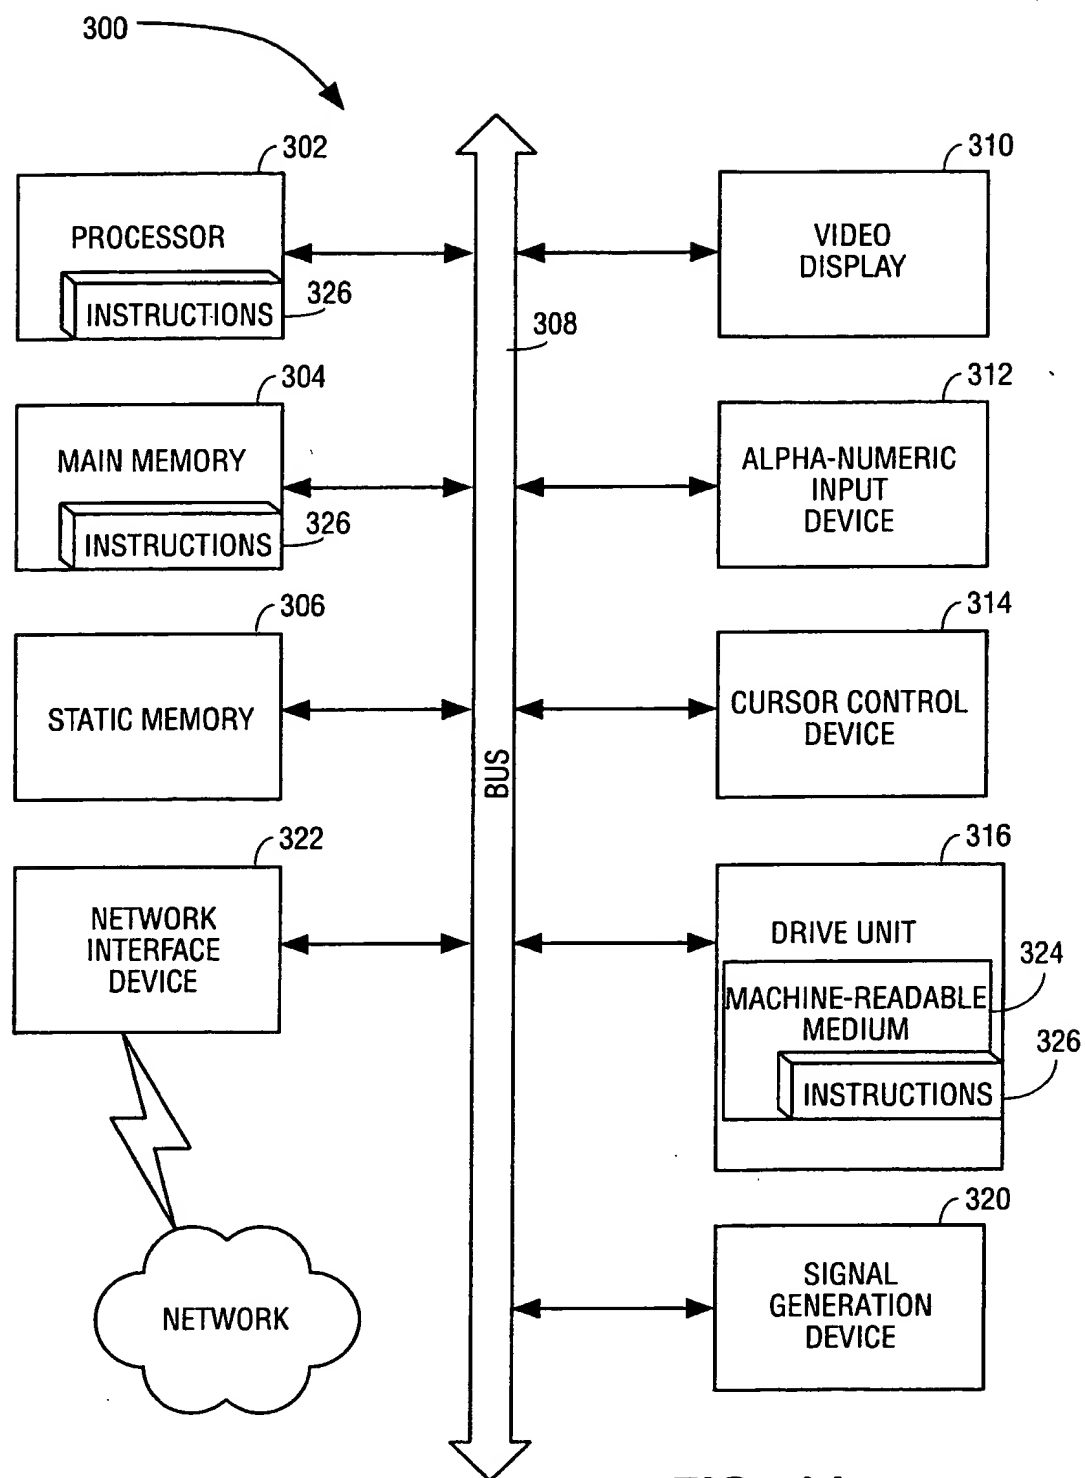 300
302
PROCESSOR
INSTRUCTIONS
326
304
MAIN MEMORY
INSTRUCTIONS
326
306
STATIC MEMORY
322
NETWORK
INTERFACE
DEVICE
NETWORK
308
BUS
310
VIDEO
DISPLAY
312
ALPHA-NUMERIC
INPUT
DEVICE
314
CURSOR CONTROL
DEVICE
316
DRIVE UNIT
324
MACHINE-READABLE
MEDIUM
326
INSTRUCTIONS
320
SIGNAL
GENERATION
DEVICE